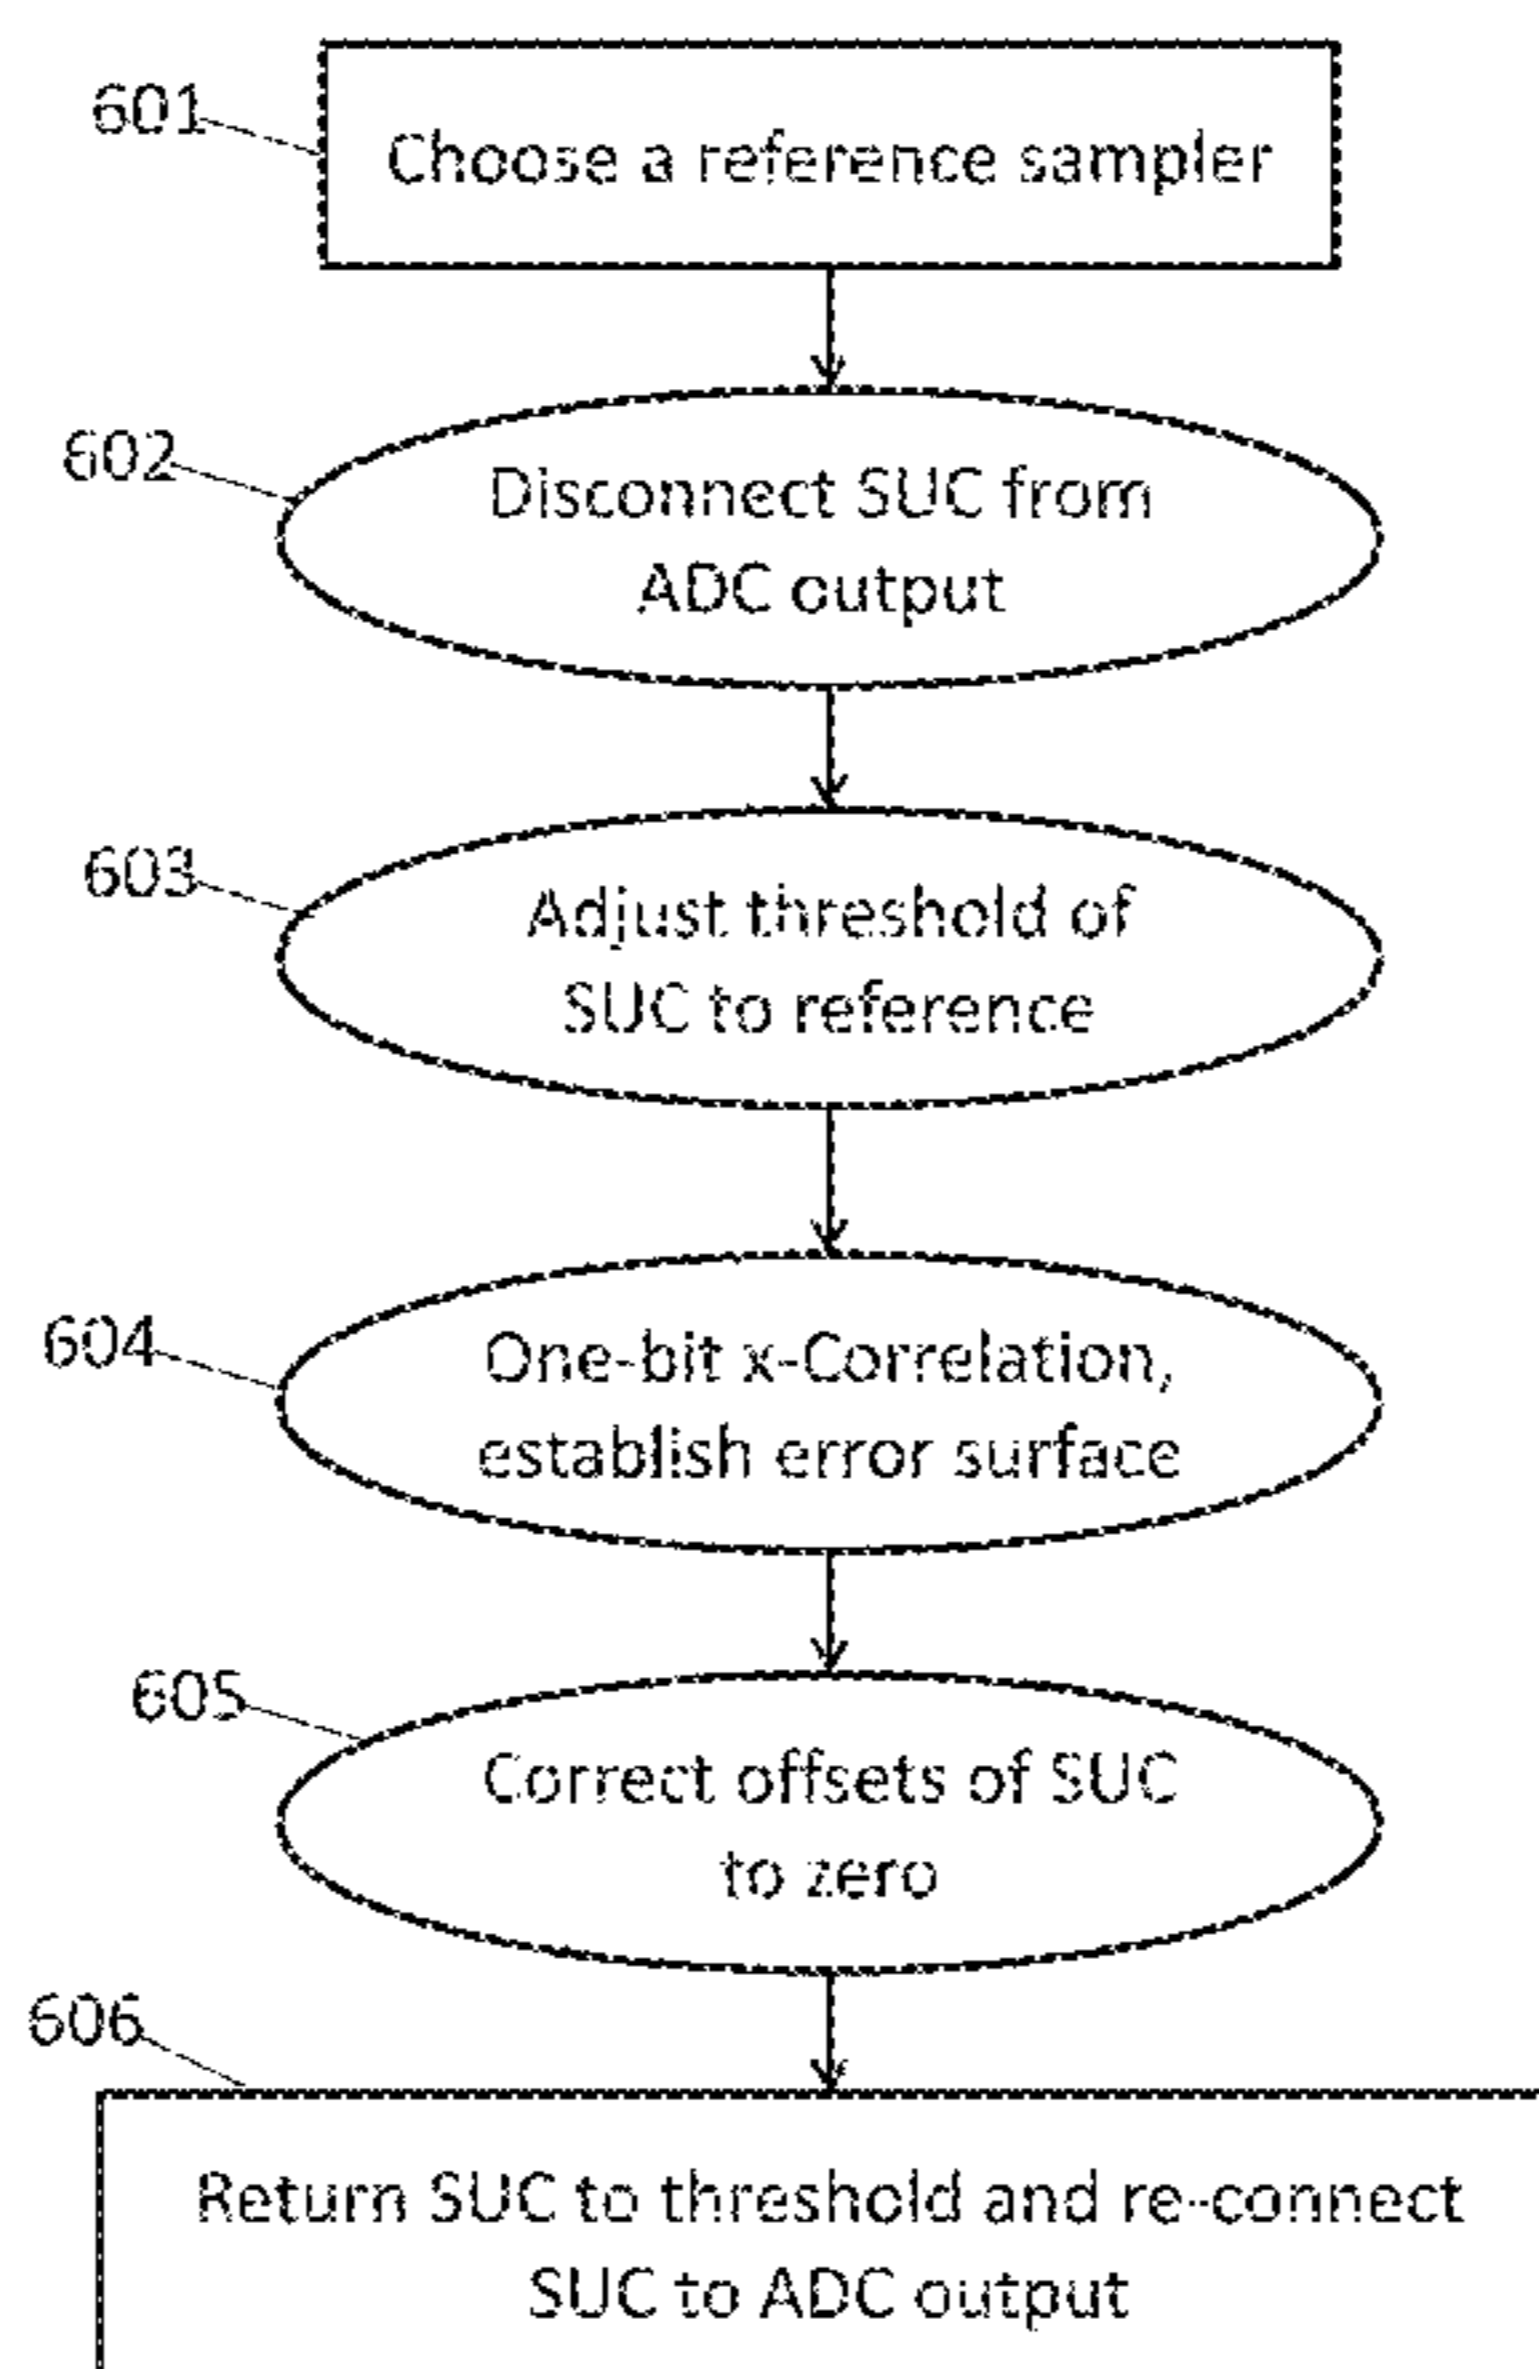 601
Choose a reference sampler
602
Disconnect SUC from
ADC output
603
Adjust threshold of
SUC to reference
604
One-bit x-Correlation,
establish error surface
605
Correct offsets of SUC
to zero
606
Return SUC to threshold and re-connect
SUC to ADC output